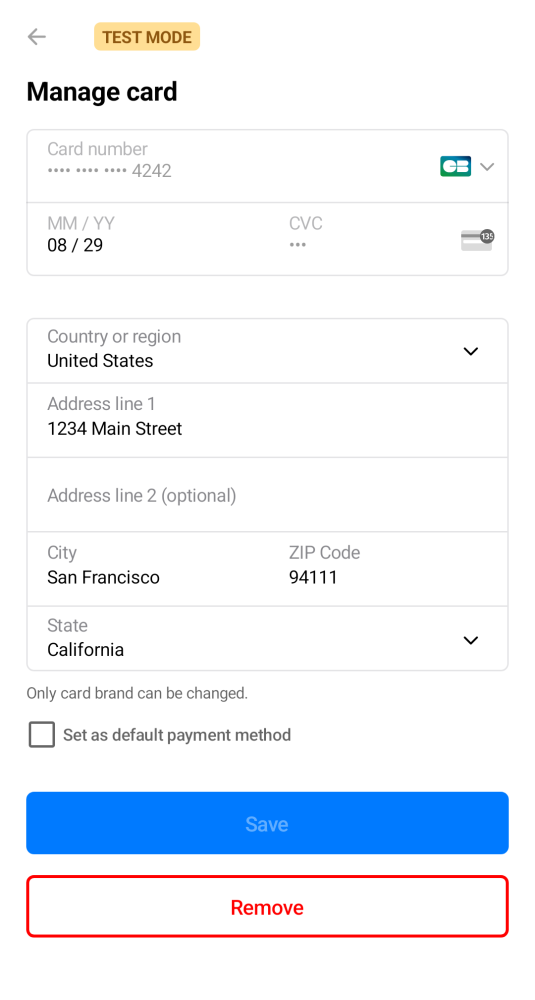 TEST MODE
Manage card
Card number
•••• •••• •••• 4242
CB
MM / YY
08 / 29
CVC
•••
135
Country or region
United States
Address line 1
1234 Main Street
Address line 2 (optional)
City
San Francisco
ZIP Code
94111
State
California
Only card brand can be changed.
Set as default payment method
Save
Remove